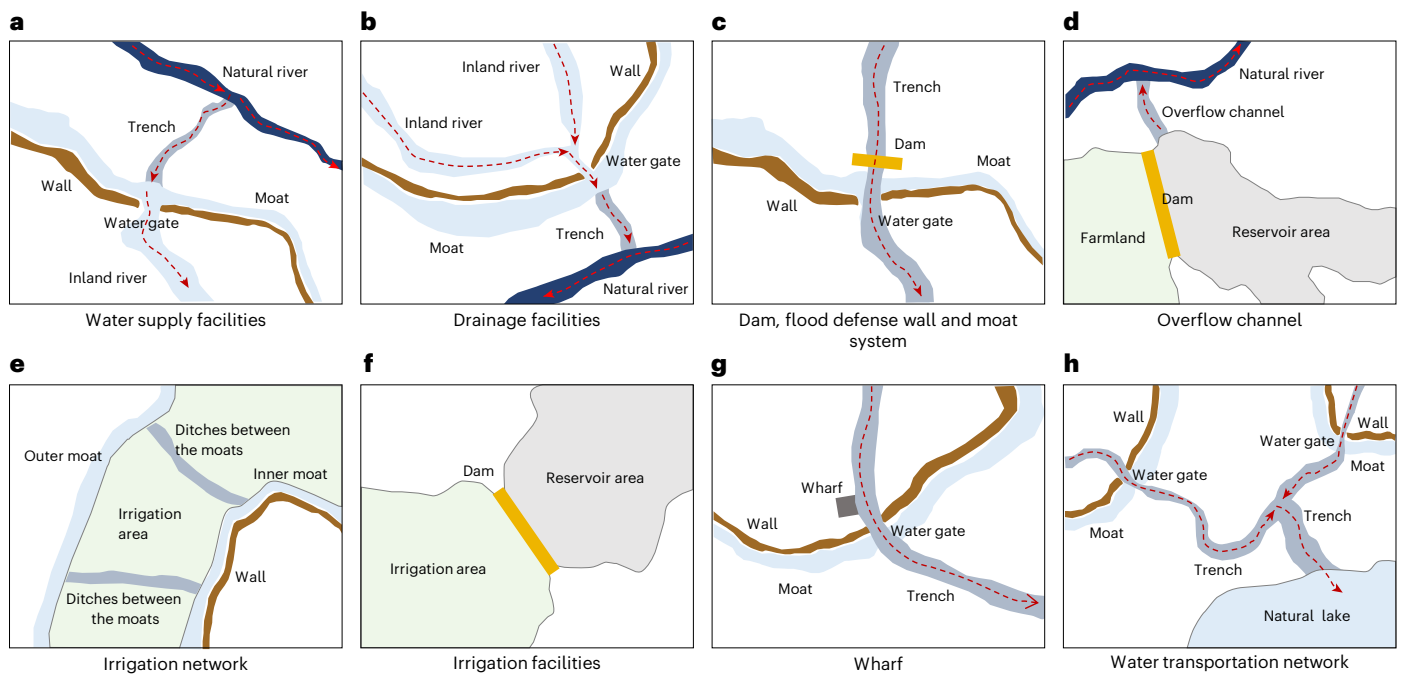 a
Natural river
Trench
Wall
Moat
Water gate
Inland river
Water supply facilities
b
Inland river
Wall
Inland river
Water gate
Trench
Moat
Natural river
Drainage facilities
c
Trench
Dam
Moat
Wall
Water gate
Dam, flood defense wall and moat
system
d
Natural river
Overflow channel
Dam
Farmland
Reservoir area
Overflow channel
e
Ditches between
the moats
Outer moat
Inner moat
Irrigation
area
Wall
Ditches between
the moats
Irrigation network
f
Dam
Reservoir area
Irrigation area
Irrigation facilities
g
Wharf
Wall
Water gate
Moat
Trench
Wharf
h
Wall
Wall
Water gate
Moat
Water gate
Trench
Moat
Trench
Natural lake
Water transportation network